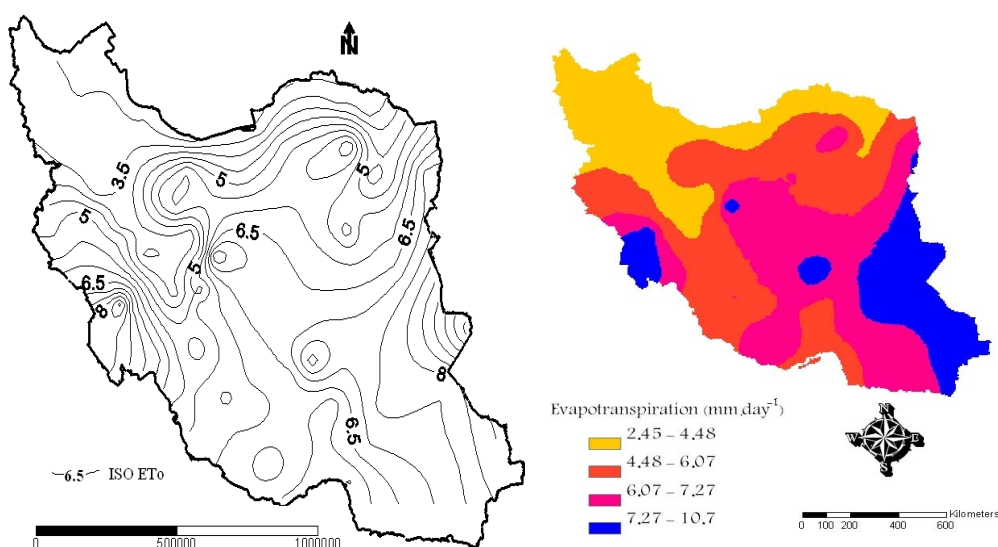 N
3.5
5
5
5
6.5
6.5
6.5
5
8
8
6.5
6.5 ISO ETo
0 500000 1000000
Evapotranspiration (mm.day-1)
2.45 - 4.48
4.48 - 6.07
6.07 - 7.27
7.27 - 10.7
N
W E
S
Kilometers
0 100 200 400 600